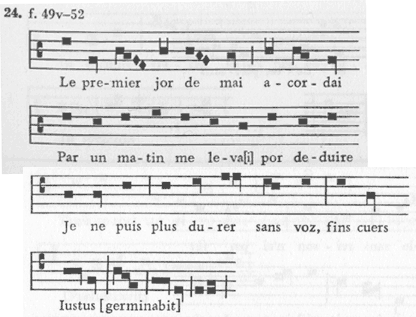 24. f. 49v–52
Le pre-mier jor de mai a-cor-dai
Par un ma-tin me le-va[i] por de-duire
Je ne puis plus du-rer sans voz, fins cuers
Iustus [germinabit]